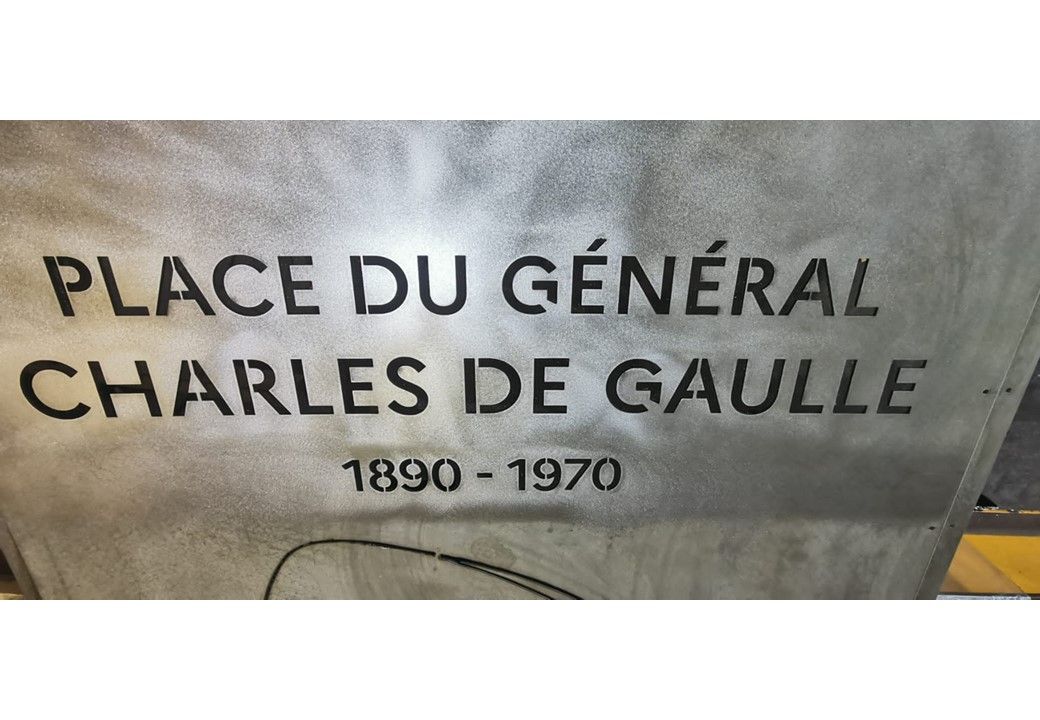 PLACE DU GÉNÉRAL
CHARLES DE GAULLE
1890 - 1970